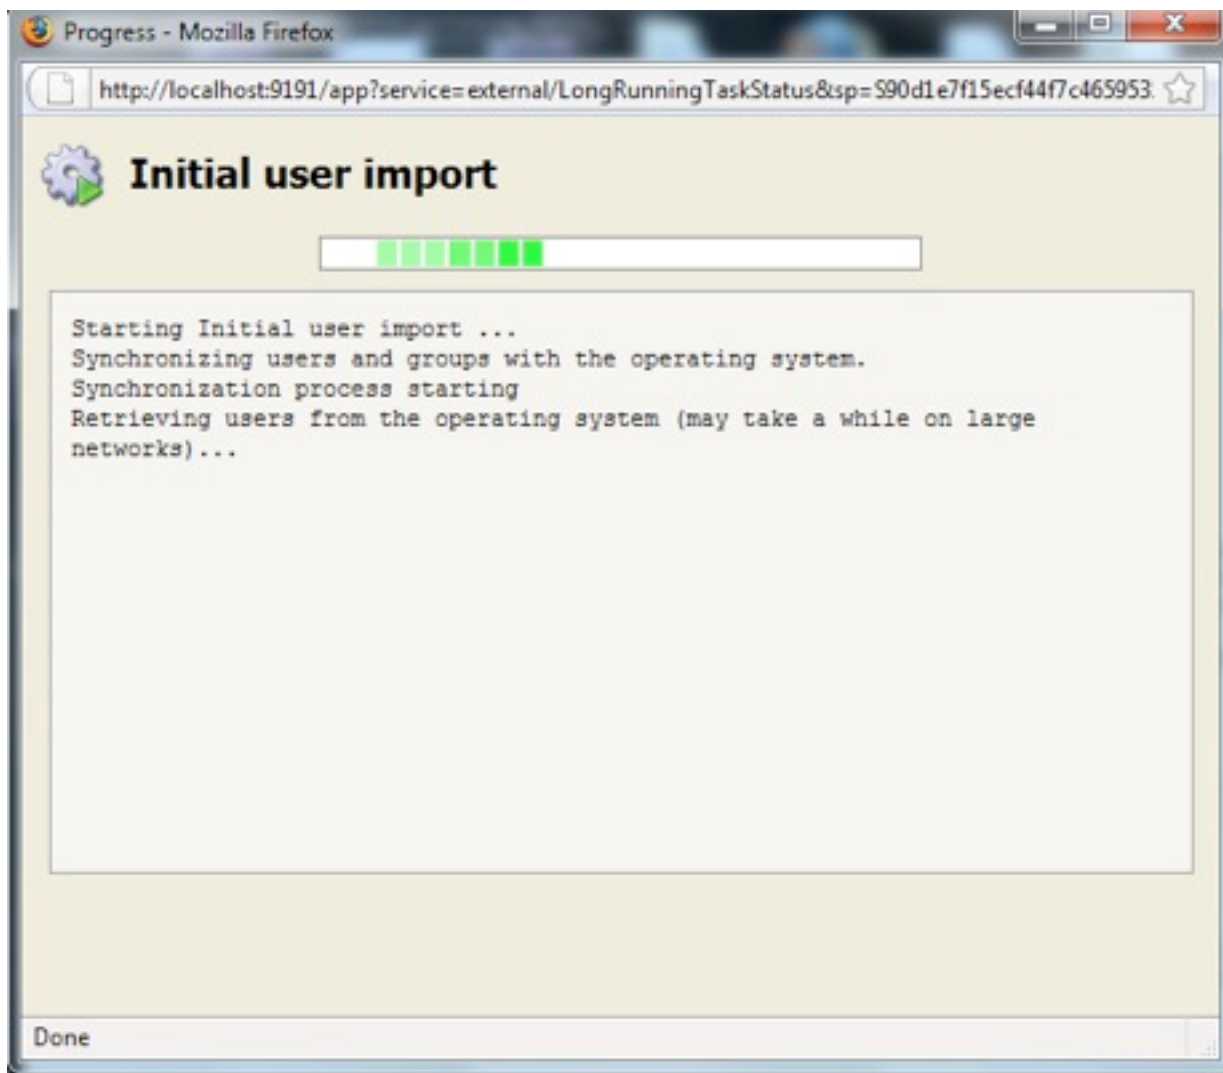 Progress - Mozilla Firefox
http://localhost:9191/app?service=external/LongRunningTaskStatus&sp=S90d1e7f15ecf44f7c465953
Initial user import
Starting Initial user import ...
Synchronizing users and groups with the operating system.
Synchronization process starting
Retrieving users from the operating system (may take a while on large
networks)...
Done